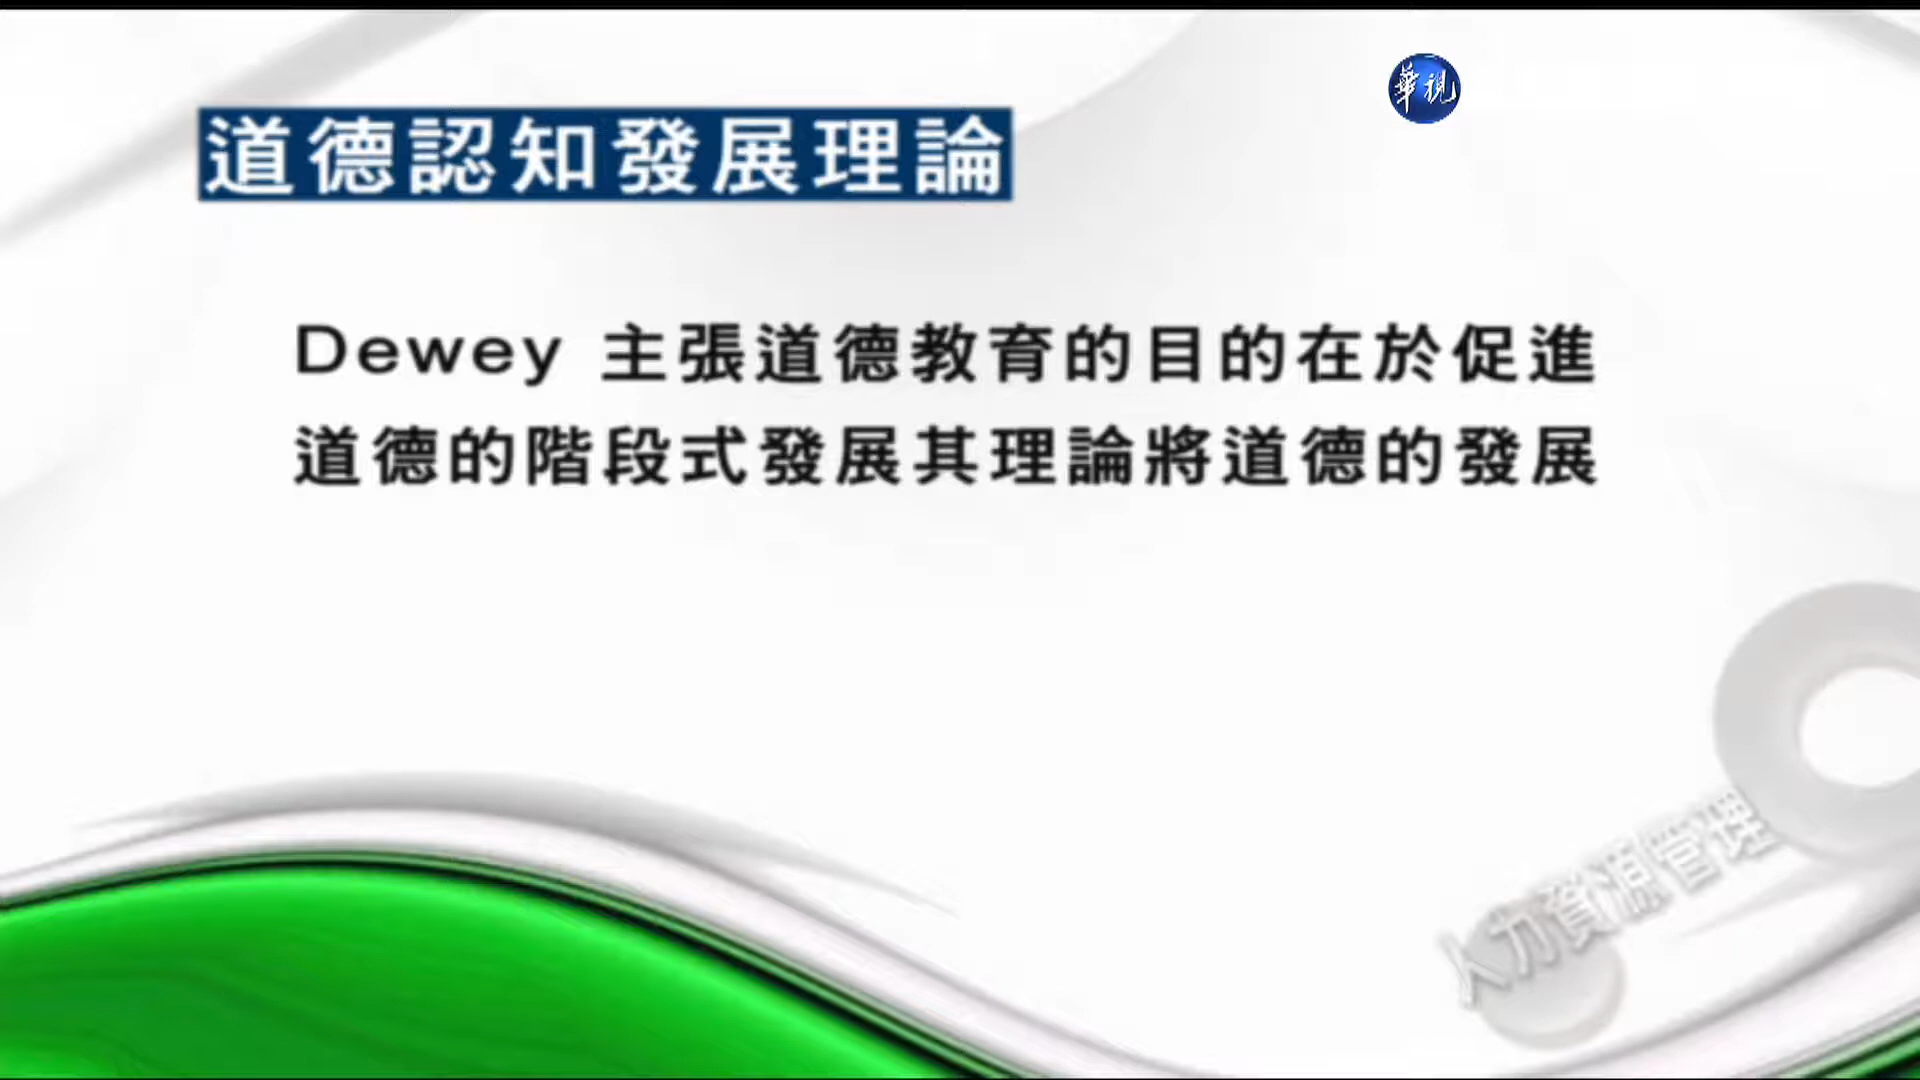 華視
道德認知發展理論
Dewey 主張道德教育的目的在於促進
道德的階段式發展其理論將道德的發展
人力資源管理